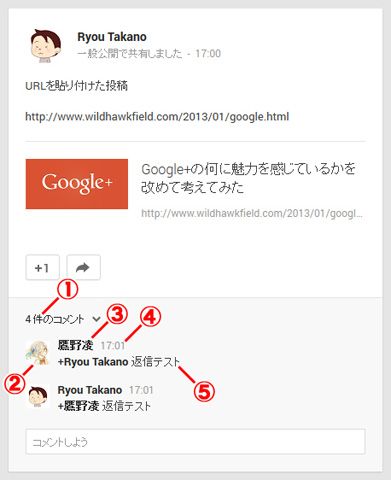 Ryou Takano
一般公開で共有しました - 17:00
URLを貼り付けた投稿
http://www.wildhawkfield.com/2013/01/google.html
Google+
Google+の何に魅力を感じているかを
改めて考えてみた
http://www.wildhawkfield.com/2013/01/googl...
+1
①
4 件のコメント
③ ④
鷹野凌 17:01
②
+Ryou Takano 返信テスト
⑤
Ryou Takano 17:01
+鷹野凌 返信テスト
コメントしよう